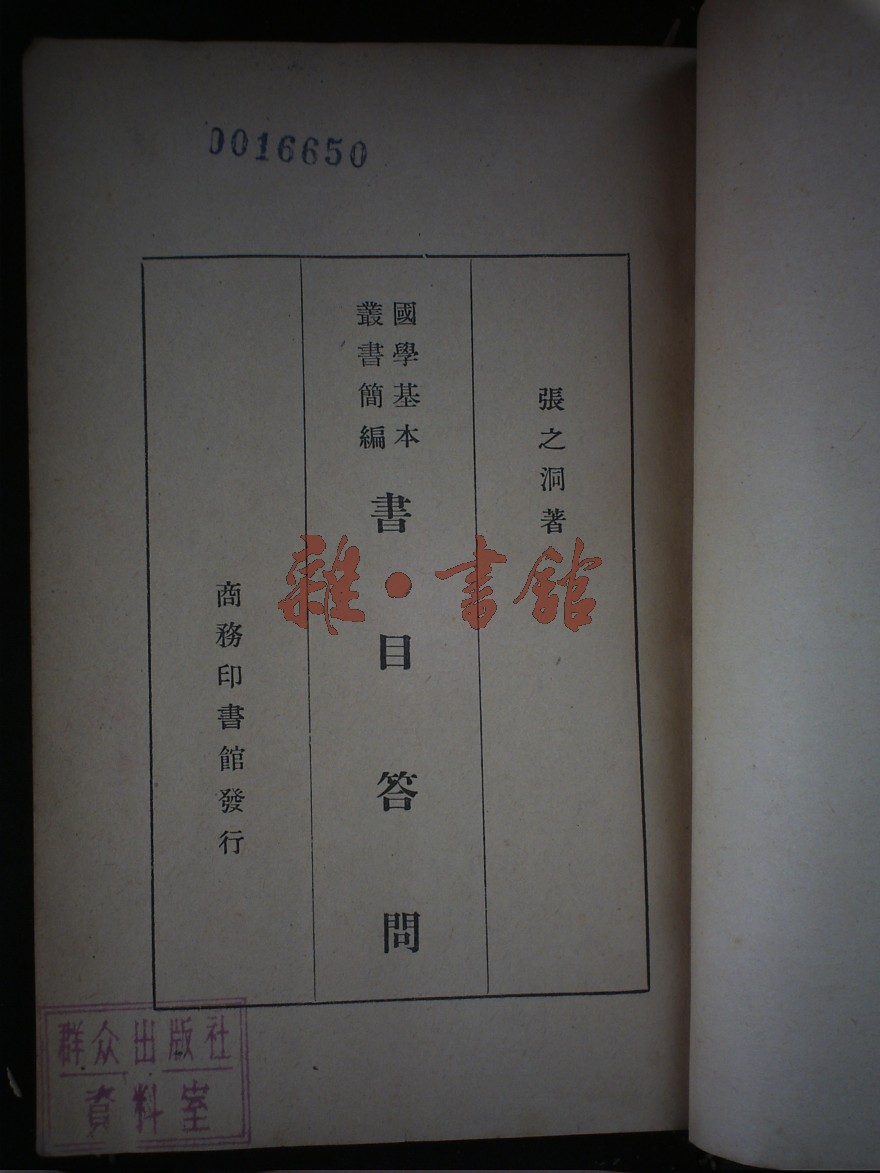 0016650
張之洞著
國學基本
叢書簡編
書目答問
商務印書館發行
雜·書館
群众出版社
資料室